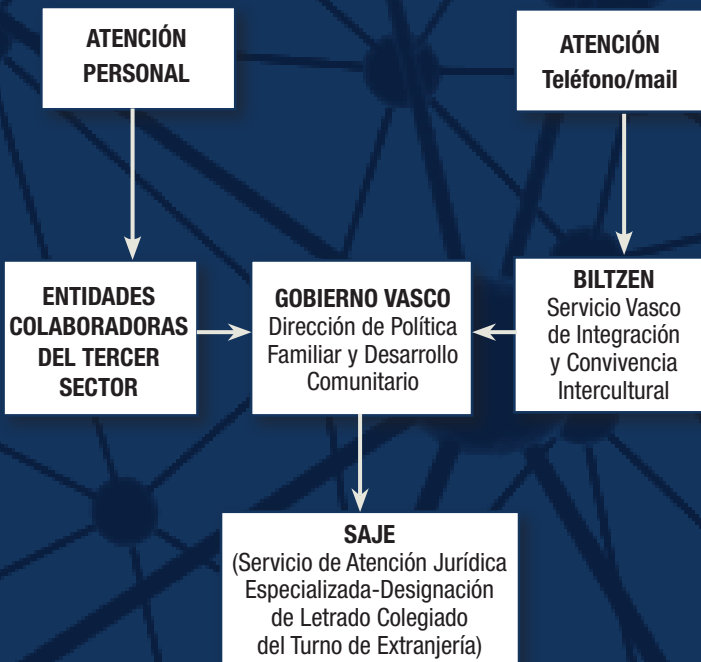 ATENCIÓN
PERSONAL
ATENCIÓN
Teléfono/mail
ENTIDADES
COLABORADORAS
DEL TERCER
SECTOR
GOBIERNO VASCO
Dirección de Política
Familiar y Desarrollo
Comunitario
BILTZEN
Servicio Vasco
de Integración
y Convivencia
Intercultural
SAJE
(Servicio de Atención Jurídica
Especializada-Designación
de Letrado Colegiado
del Turno de Extranjería)